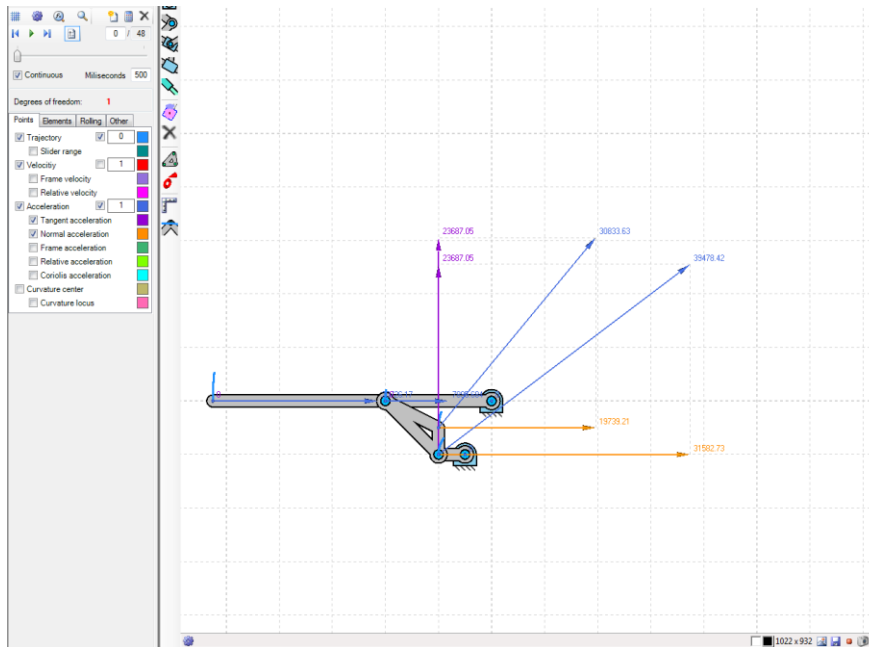 0 / 48
Continuous Miliseconds 500
Degrees of freedom: 1
Points Elements Rolling Other
Trajectory 0
Slider range
Velocitiy 1
Frame velocity
Relative velocity
Acceleration 1
Tangent acceleration
Normal acceleration
Frame acceleration
Relative acceleration
Coriolis acceleration
Curvature center
Curvature locus
23687.05
30833.63
23687.05
39478.42
0
19739.21
31582.73
1022 x 932